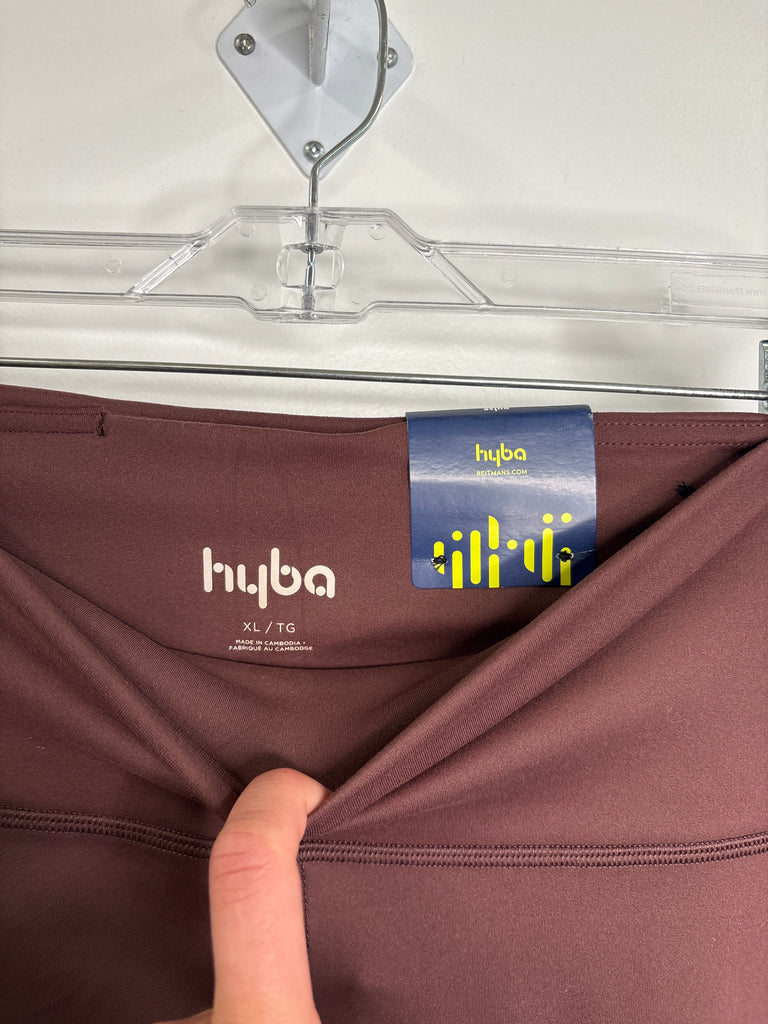 hyba
REITMANS.COM
hyba
XL / TG
MADE IN CAMBODIA •
FABRIQUÉ AU CAMBODGE